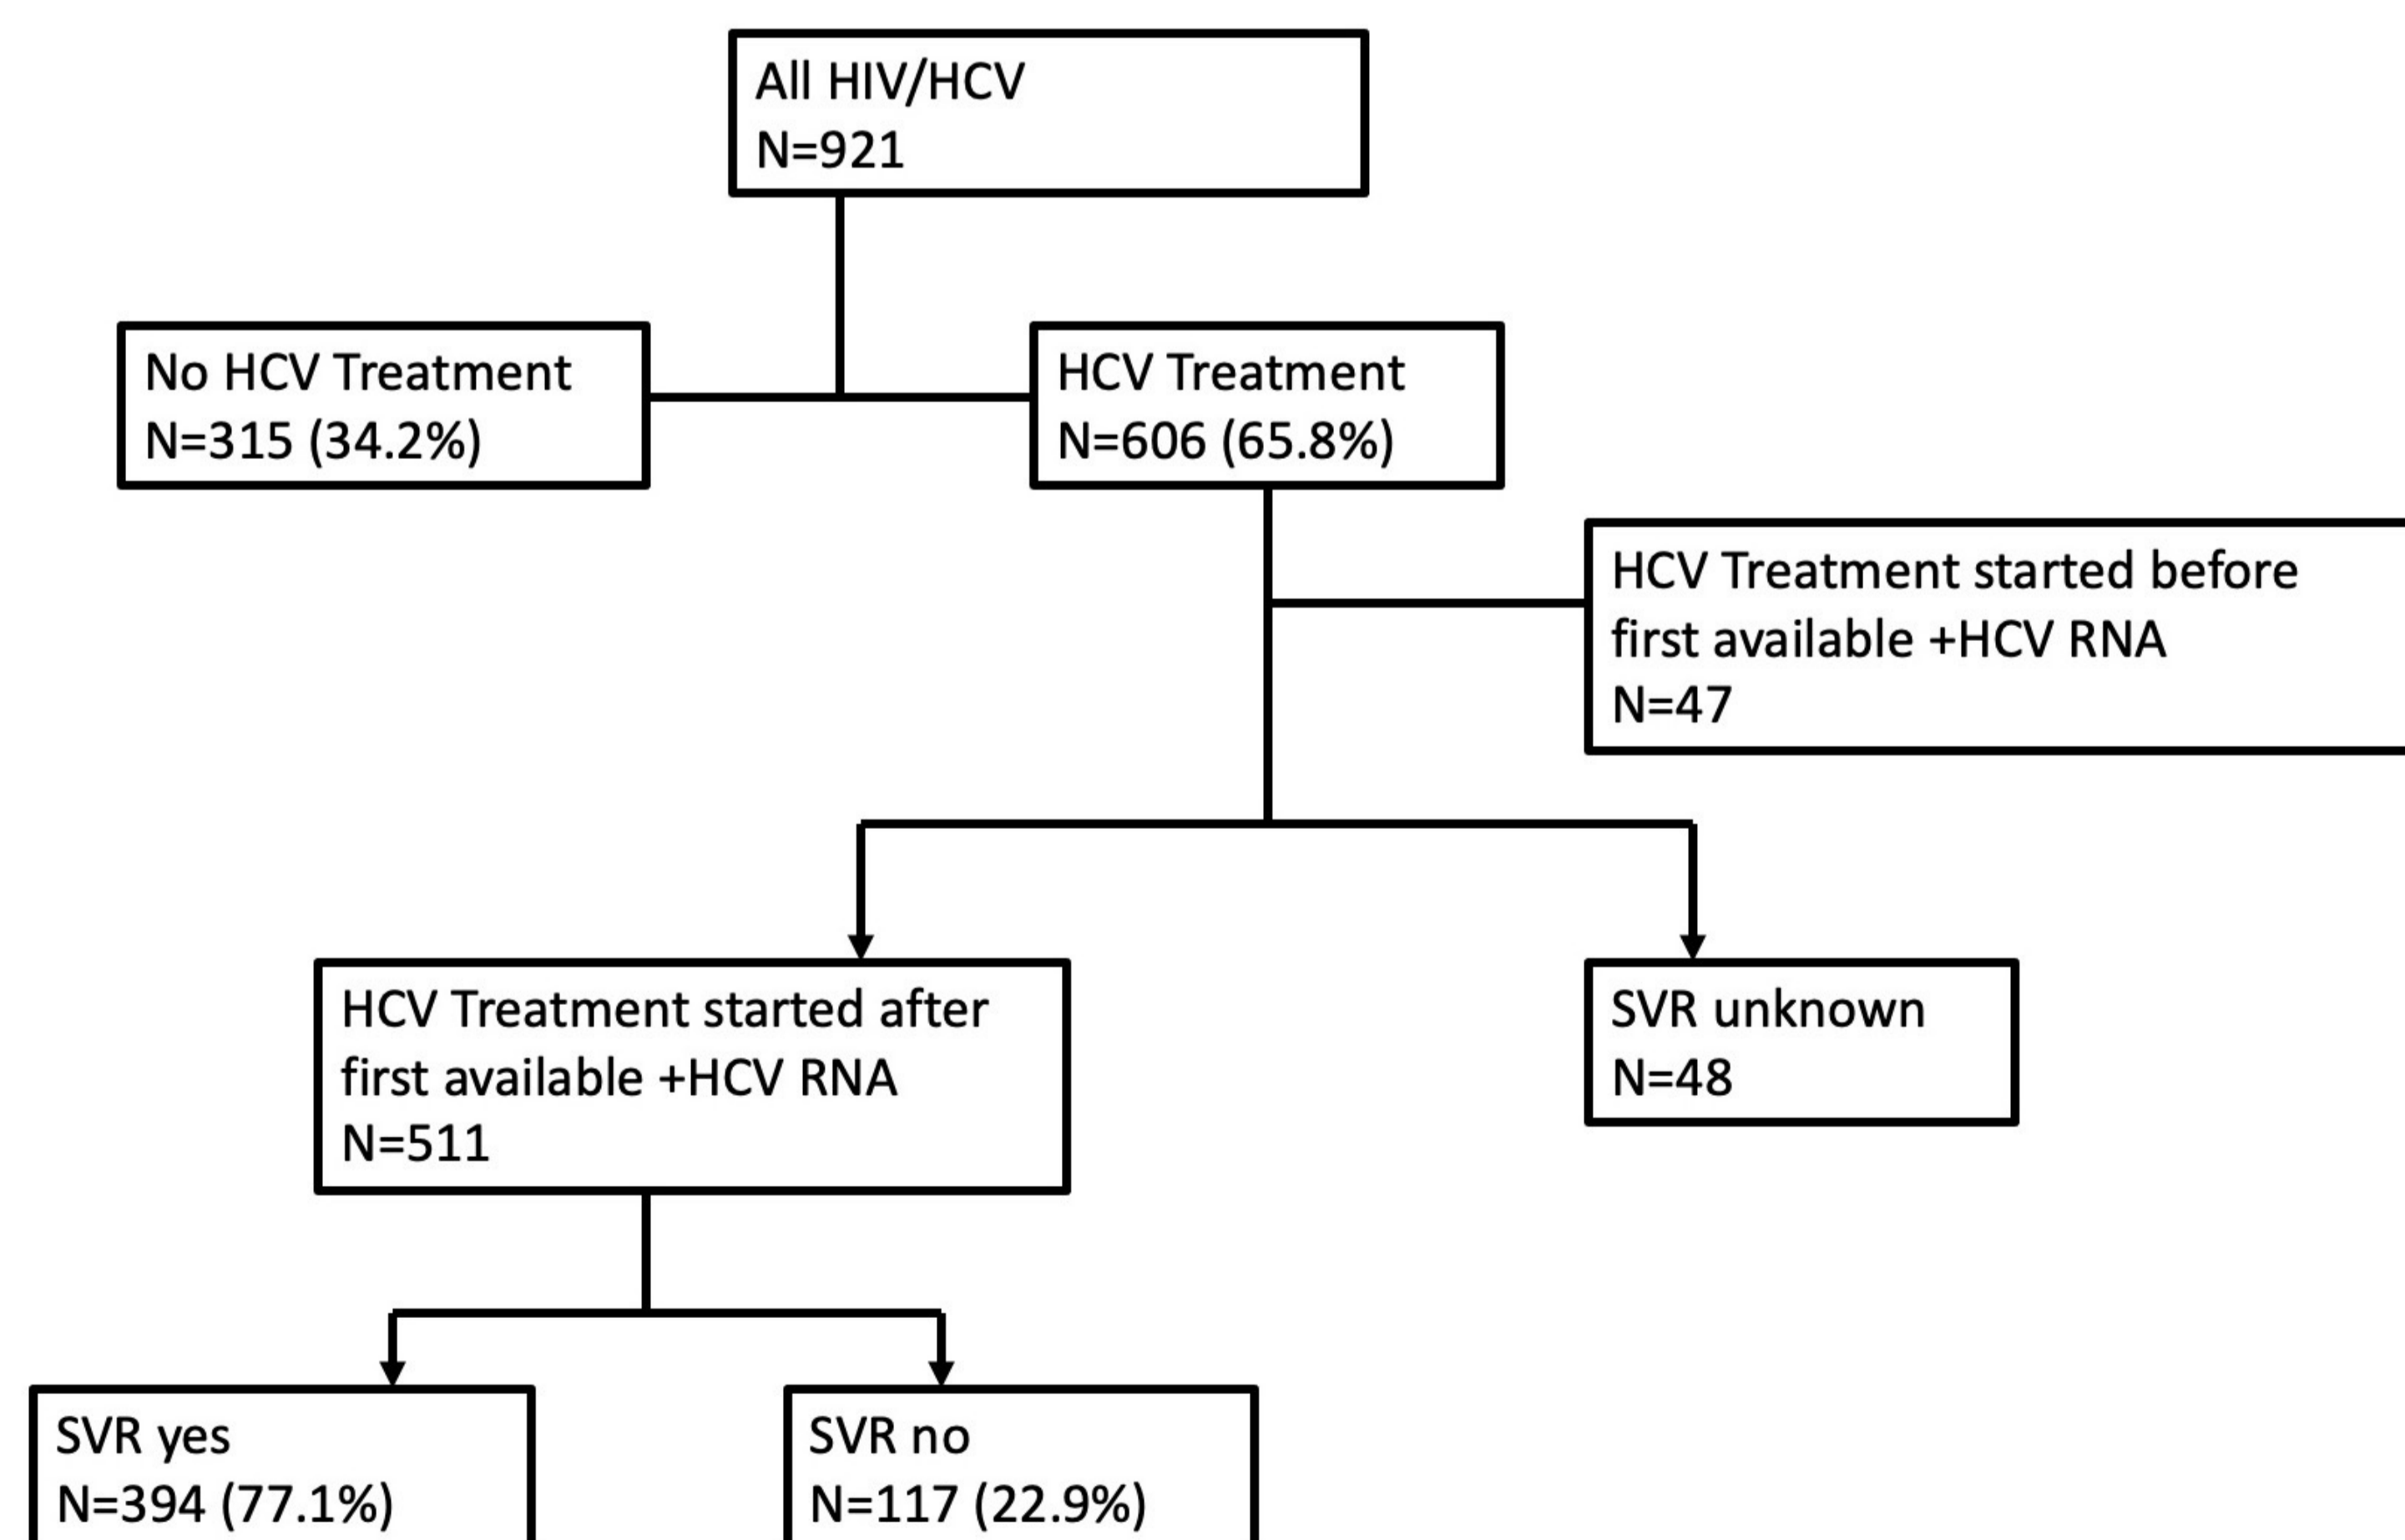 All HIV/HCV
N=921
No HCV Treatment
N=315 (34.2%)
HCV Treatment
N=606 (65.8%)
HCV Treatment started before
first available +HCV RNA
N=47
HCV Treatment started after
first available +HCV RNA
N=511
SVR unknown
N=48
SVR yes
N=394 (77.1%)
SVR no
N=117 (22.9%)